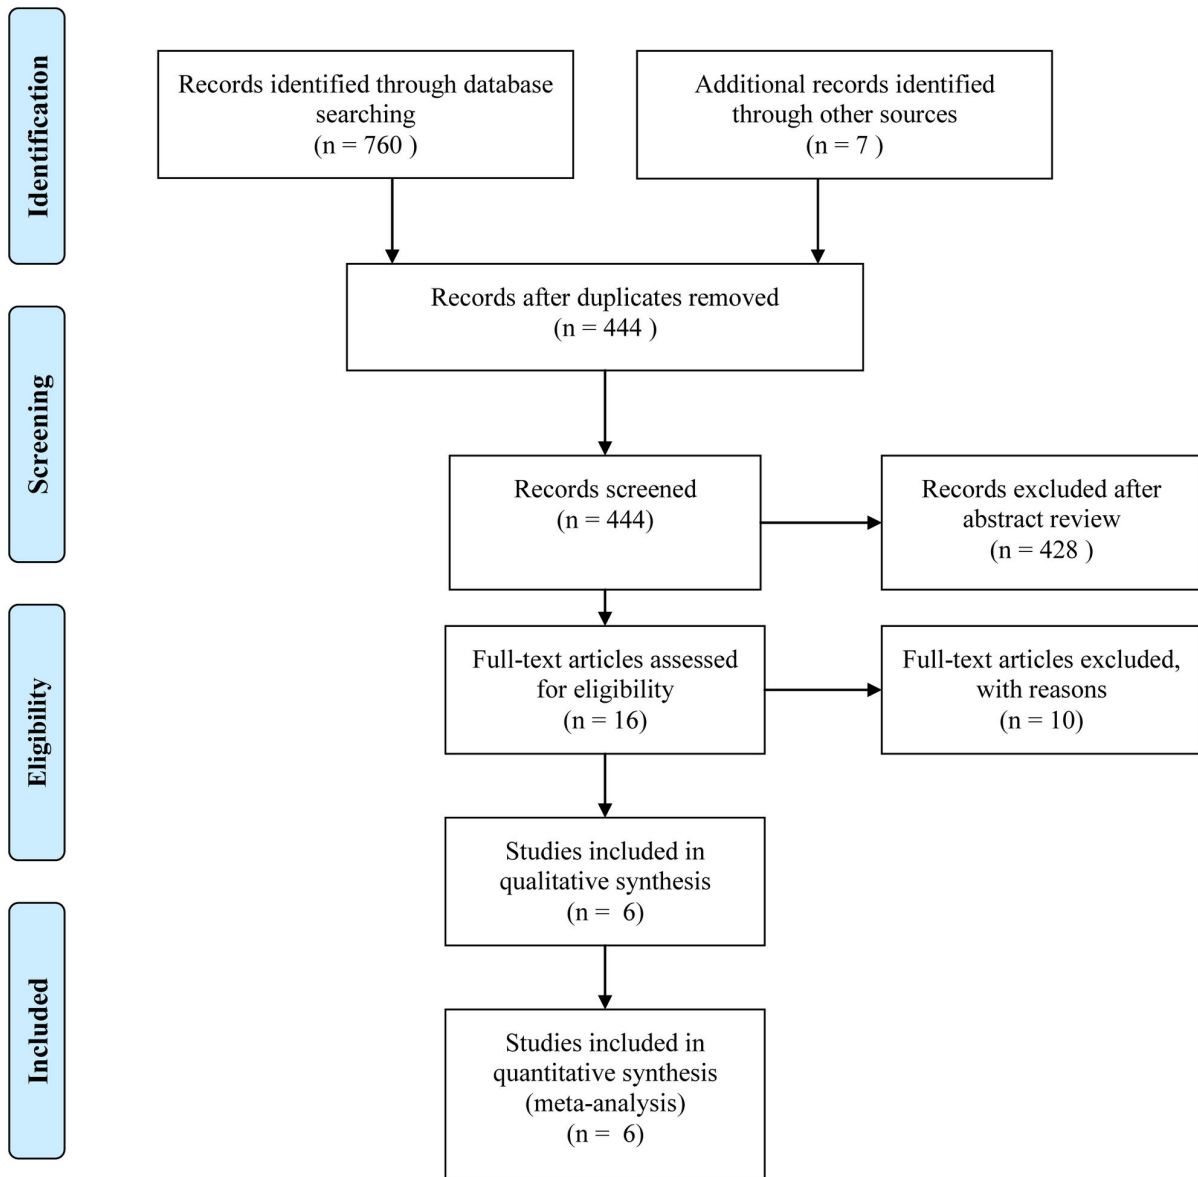 Identification
Records identified through database
searching
(n = 760 )
Additional records identified
through other sources
(n = 7 )
Records after duplicates removed
(n = 444 )
Screening
Records screened
(n = 444)
Records excluded after
abstract review
(n = 428 )
Eligibility
Full-text articles assessed
for eligibility
(n = 16)
Full-text articles excluded,
with reasons
(n = 10)
Studies included in
qualitative synthesis
(n =  6)
Included
Studies included in
quantitative synthesis
(meta-analysis)
(n =  6)